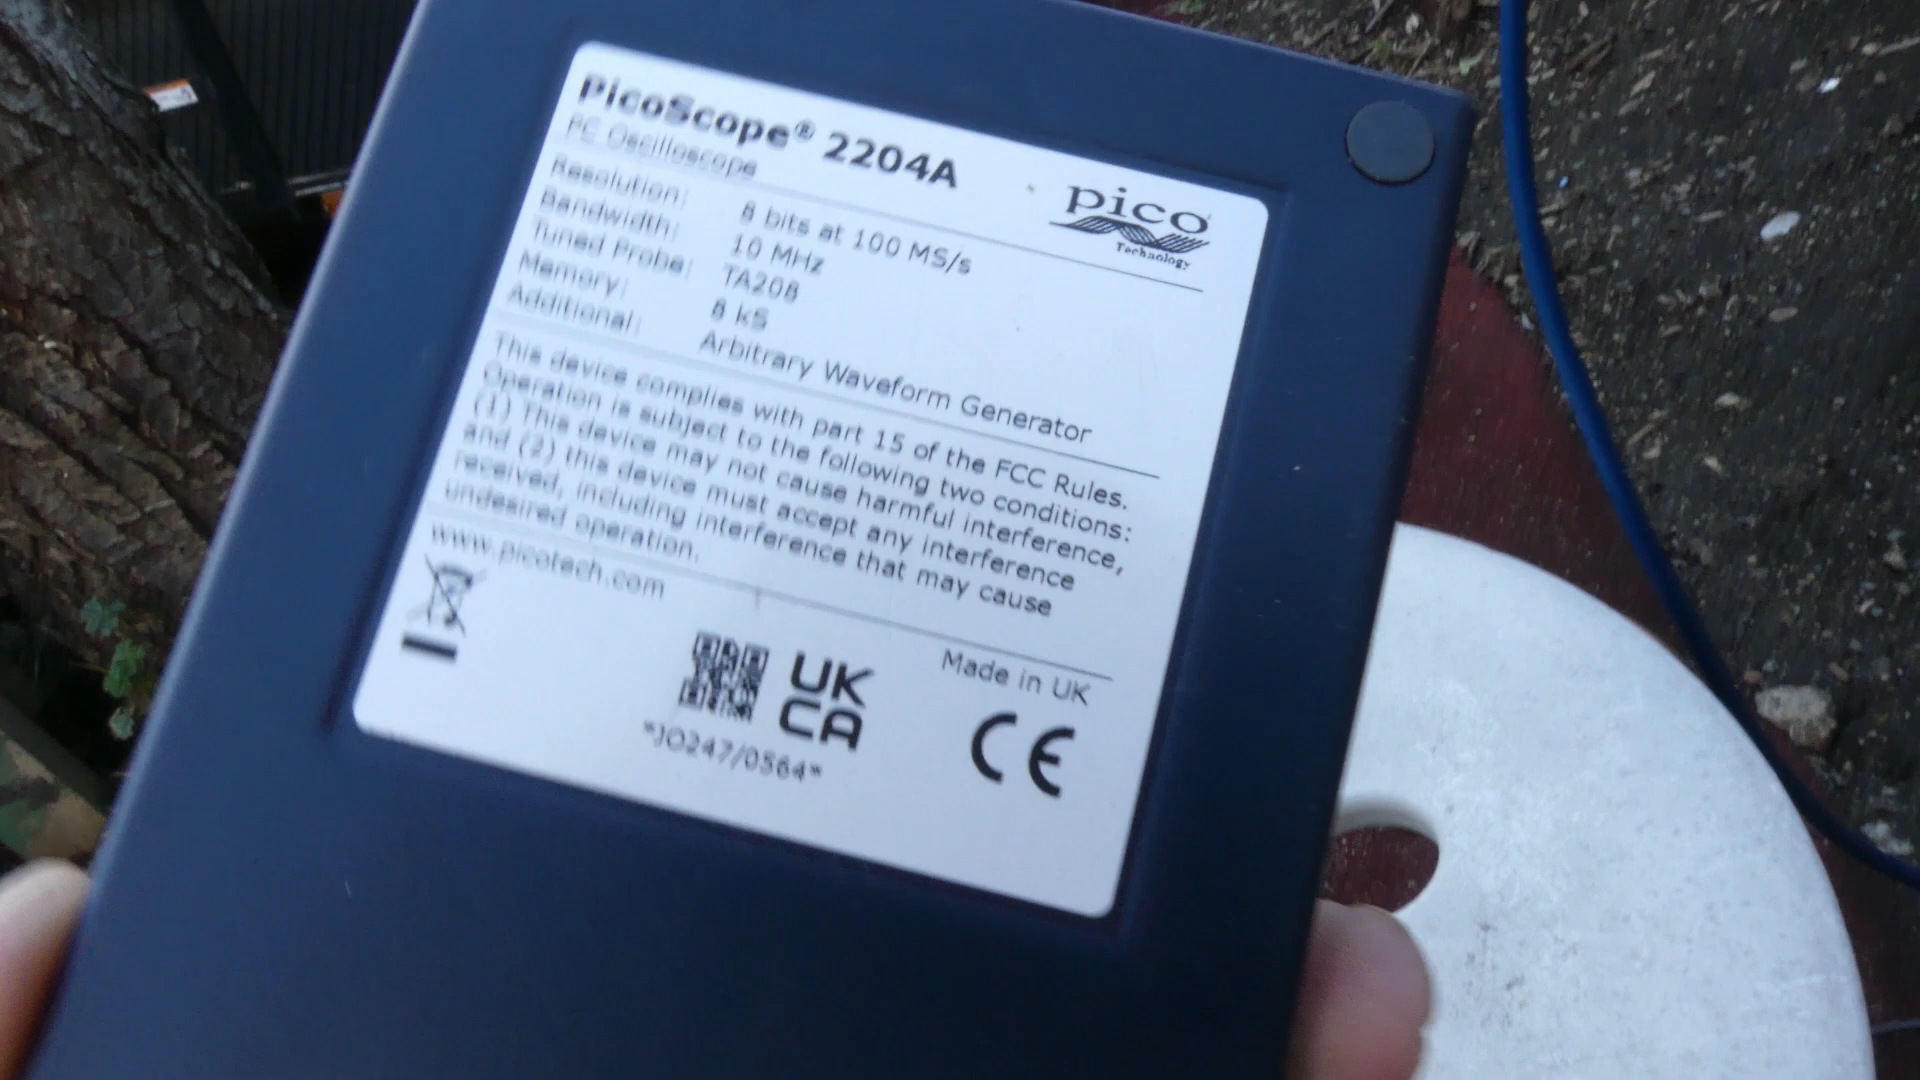 PicoScope® 2204A
PC Oscilloscope
pico
Technology
Resolution: 8 bits at 100 MS/s
Bandwidth: 10 MHz
Tuned Probe: TA208
Memory: 8 kS
Additional: Arbitrary Waveform Generator
This device complies with part 15 of the FCC Rules.
Operation is subject to the following two conditions:
(1) This device may not cause harmful interference,
and (2) this device must accept any interference
received, including interference that may cause
undesired operation.
www.picotech.com
Made in UK
UK
CA
CE
*JO247/0564*